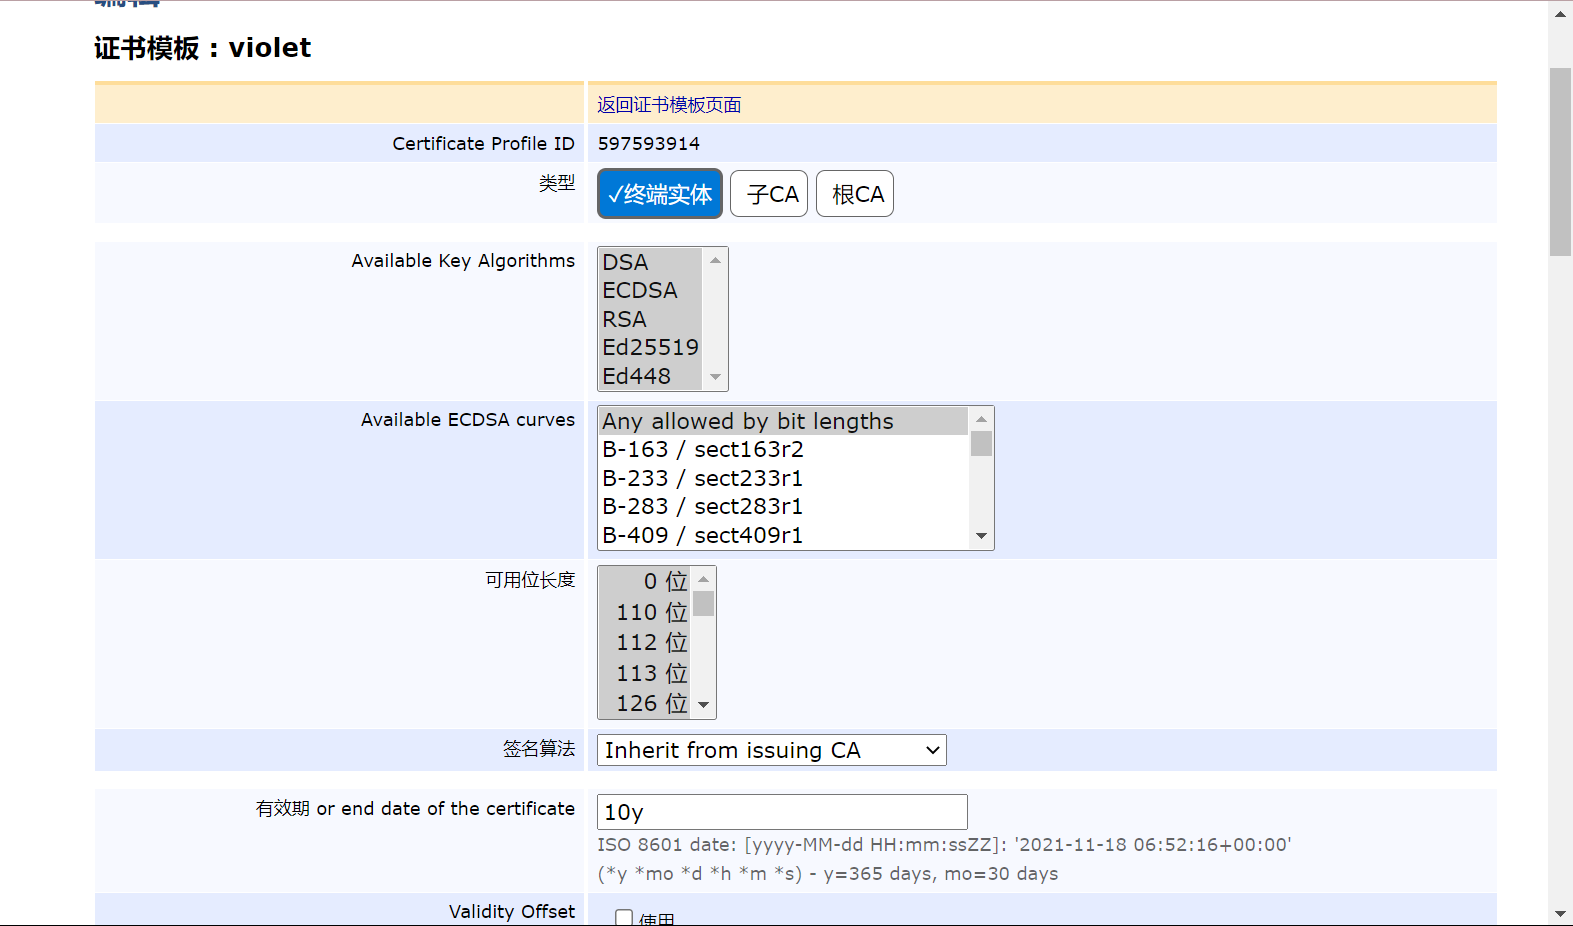 编辑
证书模板 : violet
返回证书模板页面
Certificate Profile ID 597593914
类型 ✓终端实体 子CA 根CA
Available Key Algorithms DSA
ECDSA
RSA
Ed25519
Ed448
Available ECDSA curves Any allowed by bit lengths
B-163 / sect163r2
B-233 / sect233r1
B-283 / sect283r1
B-409 / sect409r1
可用位长度 0 位
110 位
112 位
113 位
126 位
签名算法 Inherit from issuing CA
有效期 or end date of the certificate 10y
ISO 8601 date: [yyyy-MM-dd HH:mm:ssZZ]: '2021-11-18 06:52:16+00:00'
(*y *mo *d *h *m *s) - y=365 days, mo=30 days
Validity Offset 使用